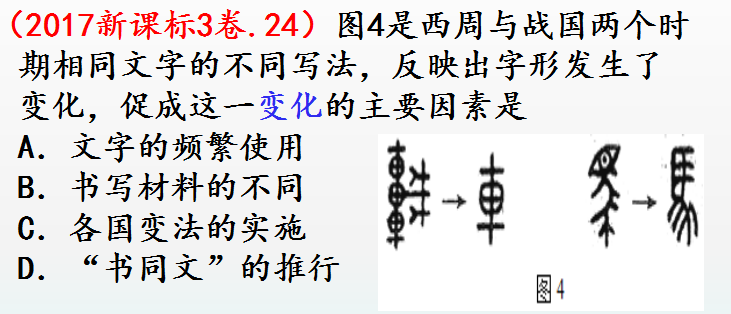 （2017新课标3卷.24）图4是西周与战国两个时
期相同文字的不同写法，反映出字形发生了
变化，促成这一变化的主要因素是
A．文字的频繁使用
B．书写材料的不同
C．各国变法的实施
D．“书同文”的推行
图4